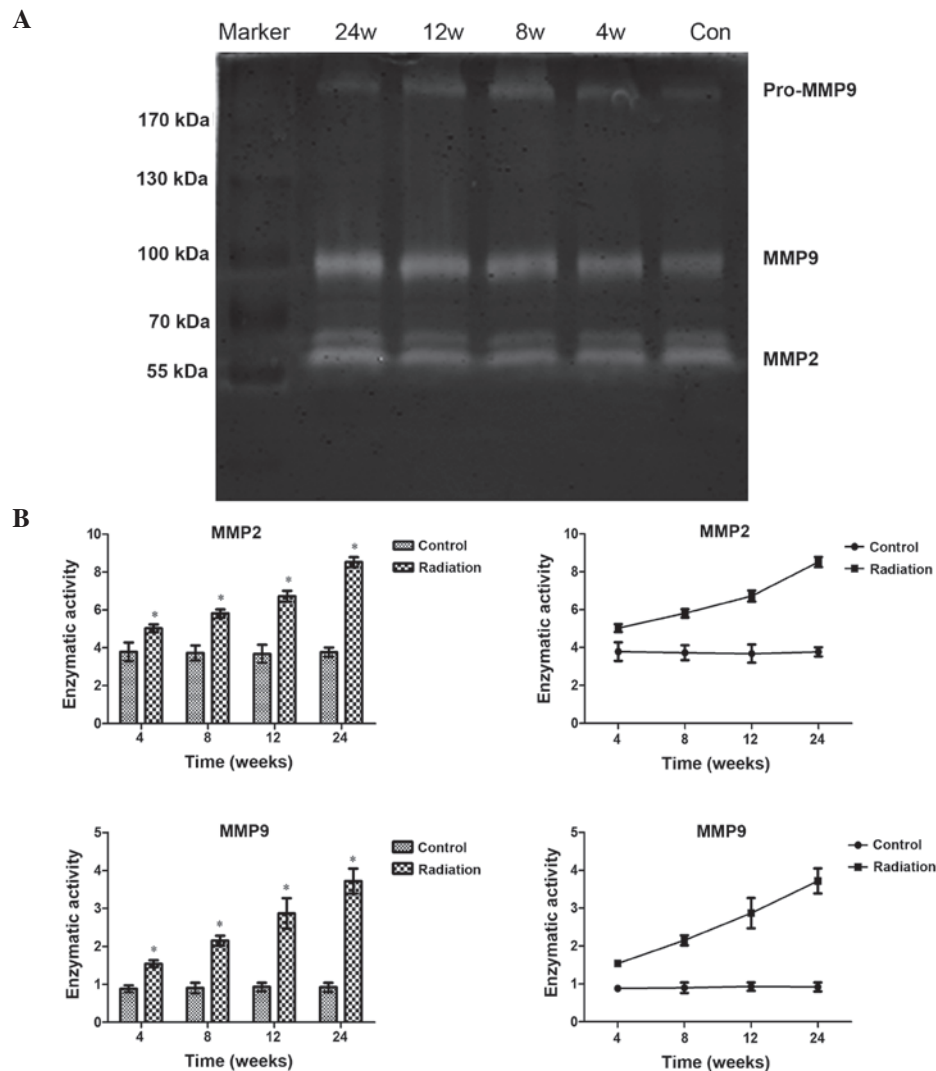 A
Marker 24w 12w 8w 4w Con
Pro-MMP9
170 kDa
130 kDa
100 kDa
MMP9
70 kDa
MMP2
55 kDa
B
MMP2
Enzymatic activity
10
8
6
4
2
0
* * * *
4 8 12 24
Time (weeks)
Control
Radiation
MMP2
Enzymatic activity
10
8
6
4
2
0
4 8 12 24
Time (weeks)
Control
Radiation
MMP9
Enzymatic activity
5
4
3
2
1
0
* * * *
4 8 12 24
Time (weeks)
Control
Radiation
MMP9
Enzymatic activity
5
4
3
2
1
0
4 8 12 24
Time (weeks)
Control
Radiation